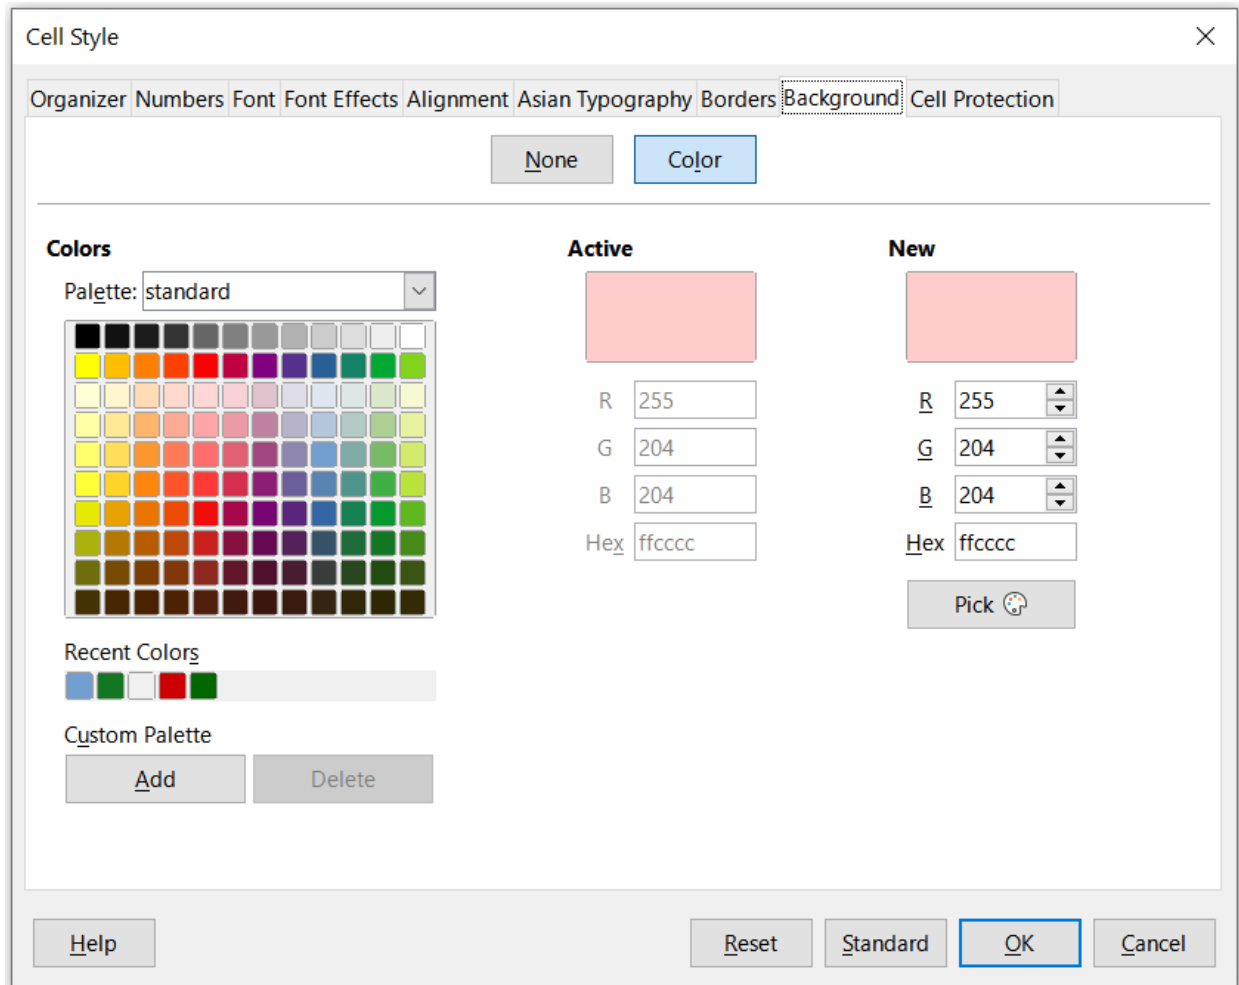 Cell Style
Organizer Numbers Font Font Effects Alignment Asian Typography Borders Background Cell Protection
None Color
Colors Active New
Palette: standard
R 255 R 255
G 204 G 204
B 204 B 204
Hex ffcccc Hex ffcccc
Pick
Recent Colors
Custom Palette
Add Delete
Help Reset Standard OK Cancel